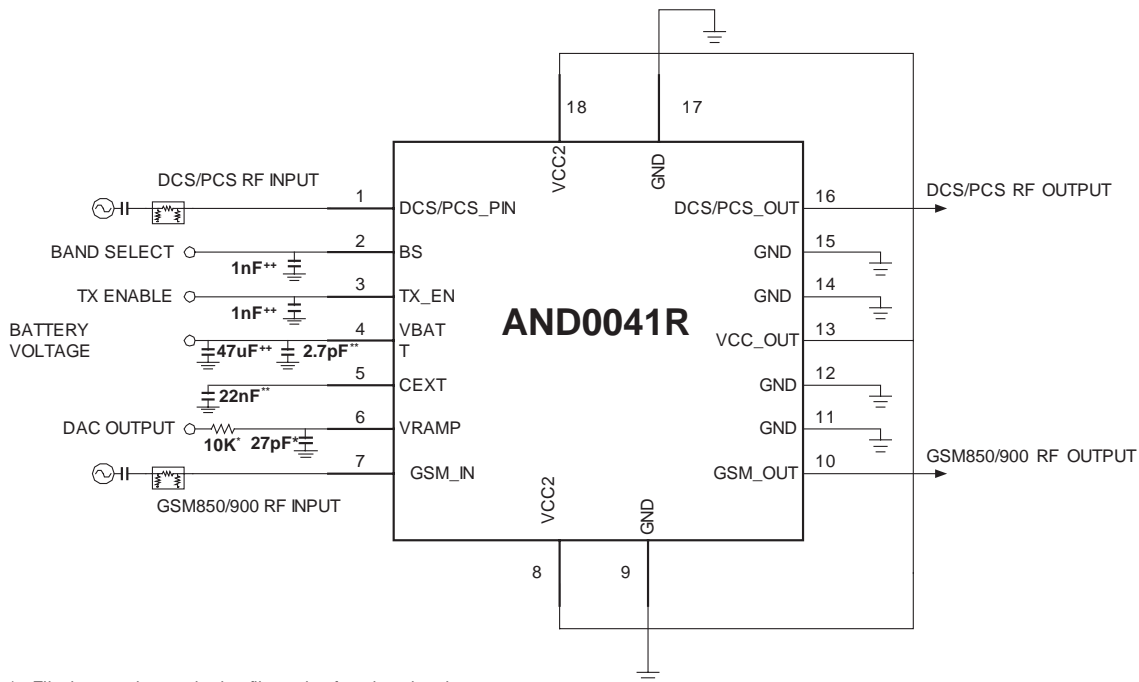 18
17
VCC2
GND
DCS/PCS RF INPUT
1
DCS/PCS_PIN
DCS/PCS_OUT
16
DCS/PCS RF OUTPUT
BAND SELECT
2
BS
1nF++
GND
15
TX ENABLE
3
TX_EN
1nF++
GND
14
AND0041R
BATTERY
VOLTAGE
4
VBAT
T
47uF++
2.7pF**
VCC_OUT
13
5
CEXT
22nF**
GND
12
DAC OUTPUT
6
VRAMP
10K*
27pF*
GND
11
7
GSM_IN
GSM850/900 RF INPUT
GSM_OUT
10
GSM850/900 RF OUTPUT
VCC2
GND
8
9